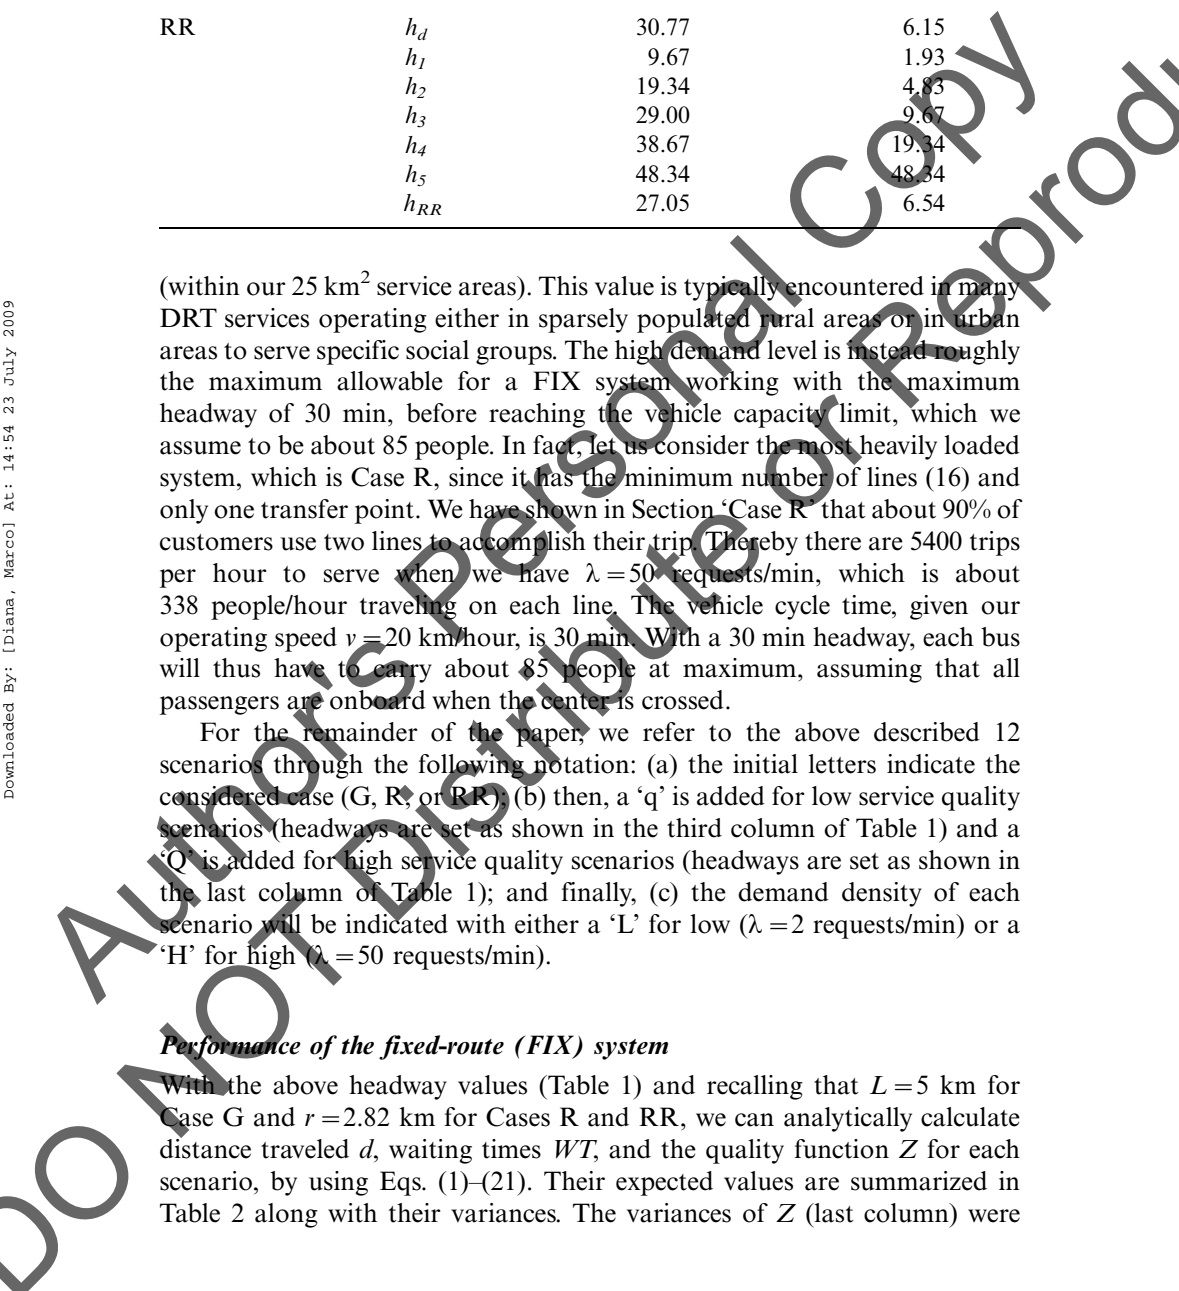 RR h_d 30.77 6.15
h_1 9.67 1.93
h_2 19.34 4.83
h_3 29.00 9.67
h_4 38.67 19.34
h_5 48.34 48.34
h_RR 27.05 6.54
(within our 25 km² service areas). This value is typically encountered in many
DRT services operating either in sparsely populated rural areas or in urban
areas to serve specific social groups. The high demand level is instead roughly
the maximum allowable for a FIX system working with the maximum
headway of 30 min, before reaching the vehicle capacity limit, which we
assume to be about 85 people. In fact, let us consider the most heavily loaded
system, which is Case R, since it has the minimum number of lines (16) and
only one transfer point. We have shown in Section ‘Case R’ that about 90% of
customers use two lines to accomplish their trip. Thereby there are 5400 trips
per hour to serve when we have λ = 50 requests/min, which is about
338 people/hour traveling on each line. The vehicle cycle time, given our
operating speed v = 20 km/hour, is 30 min. With a 30 min headway, each bus
will thus have to carry about 85 people at maximum, assuming that all
passengers are onboard when the center is crossed.
For the remainder of the paper, we refer to the above described 12
scenarios through the following notation: (a) the initial letters indicate the
considered case (G, R, or RR); (b) then, a ‘q’ is added for low service quality
scenarios (headways are set as shown in the third column of Table 1) and a
‘Q’ is added for high service quality scenarios (headways are set as shown in
the last column of Table 1); and finally, (c) the demand density of each
scenario will be indicated with either a ‘L’ for low (λ = 2 requests/min) or a
‘H’ for high (λ = 50 requests/min).
Performance of the fixed-route (FIX) system
With the above headway values (Table 1) and recalling that L = 5 km for
Case G and r = 2.82 km for Cases R and RR, we can analytically calculate
distance traveled d, waiting times WT, and the quality function Z for each
scenario, by using Eqs. (1)–(21). Their expected values are summarized in
Table 2 along with their variances. The variances of Z (last column) were
Downloaded By: [Diana, Marco] At: 14:54 23 July 2009
Author's Personal Copy
DO NOT Distribute or Reprodu